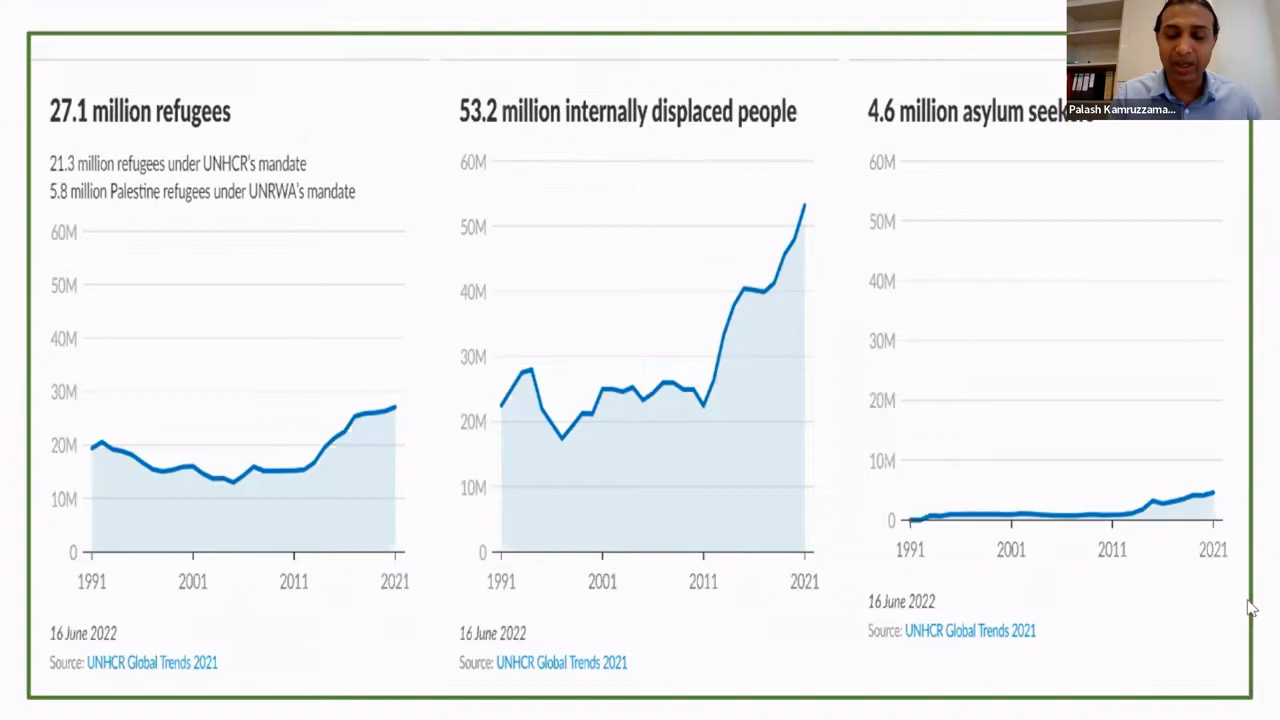 27.1 million refugees
21.3 million refugees under UNHCR's mandate
5.8 million Palestine refugees under UNRWA's mandate
60M
50M
40M
30M
20M
10M
0
1991 2001 2011 2021
16 June 2022
Source: UNHCR Global Trends 2021
53.2 million internally displaced people
60M
50M
40M
30M
20M
10M
0
1991 2001 2011 2021
16 June 2022
Source: UNHCR Global Trends 2021
4.6 million asylum seekers
60M
50M
40M
30M
20M
10M
0
1991 2001 2011 2021
16 June 2022
Source: UNHCR Global Trends 2021
Palash Kamruzzama...